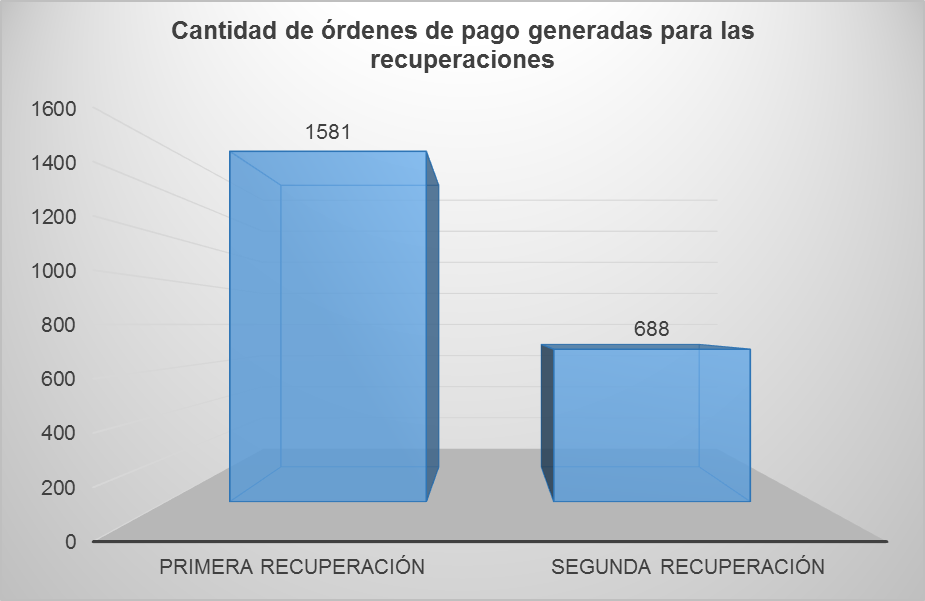 Cantidad de órdenes de pago generadas para las
recuperaciones
1600
1400
1200
1000
800
600
400
200
0
1581
688
PRIMERA RECUPERACIÓN
SEGUNDA RECUPERACIÓN